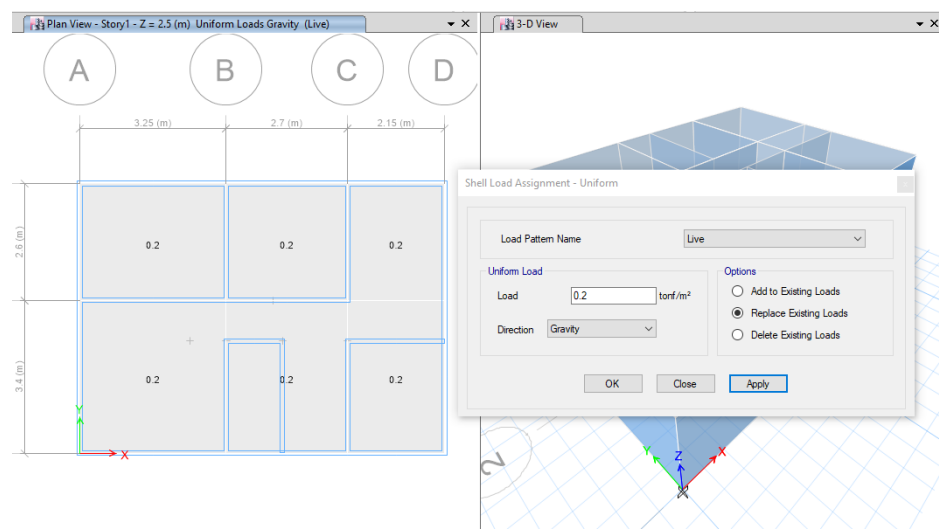 Plan View - Story1 - Z = 2.5 (m) Uniform Loads Gravity (Live)
3-D View
A
B
C
D
3.25 (m)
2.7 (m)
2.15 (m)
2.6 (m)
3.4 (m)
0.2
0.2
0.2
0.2
0.2
0.2
Y
X
Shell Load Assignment - Uniform
Load Pattern Name
Live
Uniform Load
Load
0.2
tonf/m²
Direction
Gravity
Options
Add to Existing Loads
Replace Existing Loads
Delete Existing Loads
OK
Close
Apply
2
Y
Z
X